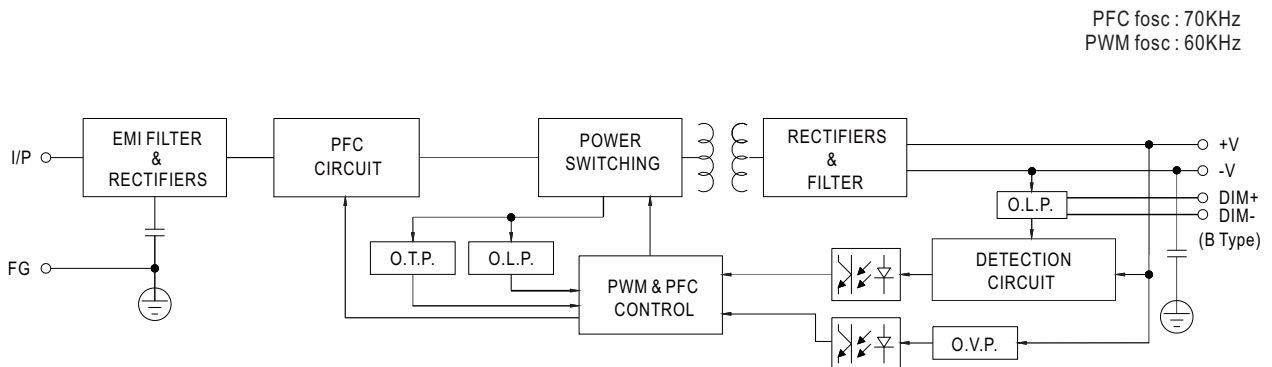 PFC fosc : 70KHz
PWM fosc : 60KHz
I/P
EMI FILTER
&
RECTIFIERS
PFC
CIRCUIT
POWER
SWITCHING
RECTIFIERS
&
FILTER
+V
-V
O.L.P.
DIM+
DIM-
(B Type)
FG
O.T.P.
O.L.P.
PWM & PFC
CONTROL
DETECTION
CIRCUIT
O.V.P.